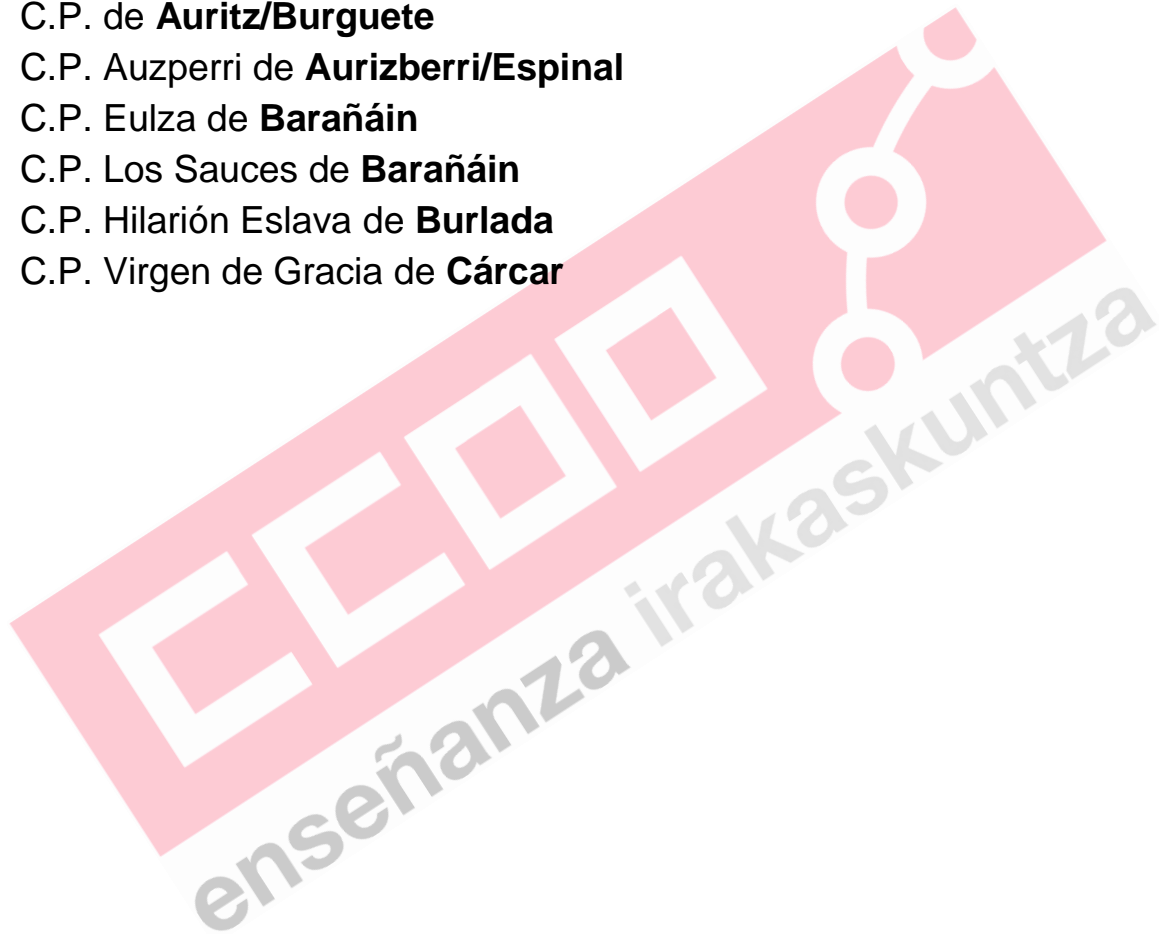 C.P. de Auritz/Burguete
C.P. Auzperri de Aurizberri/Espinal
C.P. Eulza de Barañáin
C.P. Los Sauces de Barañáin
C.P. Hilarión Eslava de Burlada
C.P. Virgen de Gracia de Cárcar
CCOO
enseñanza irakaskuntza